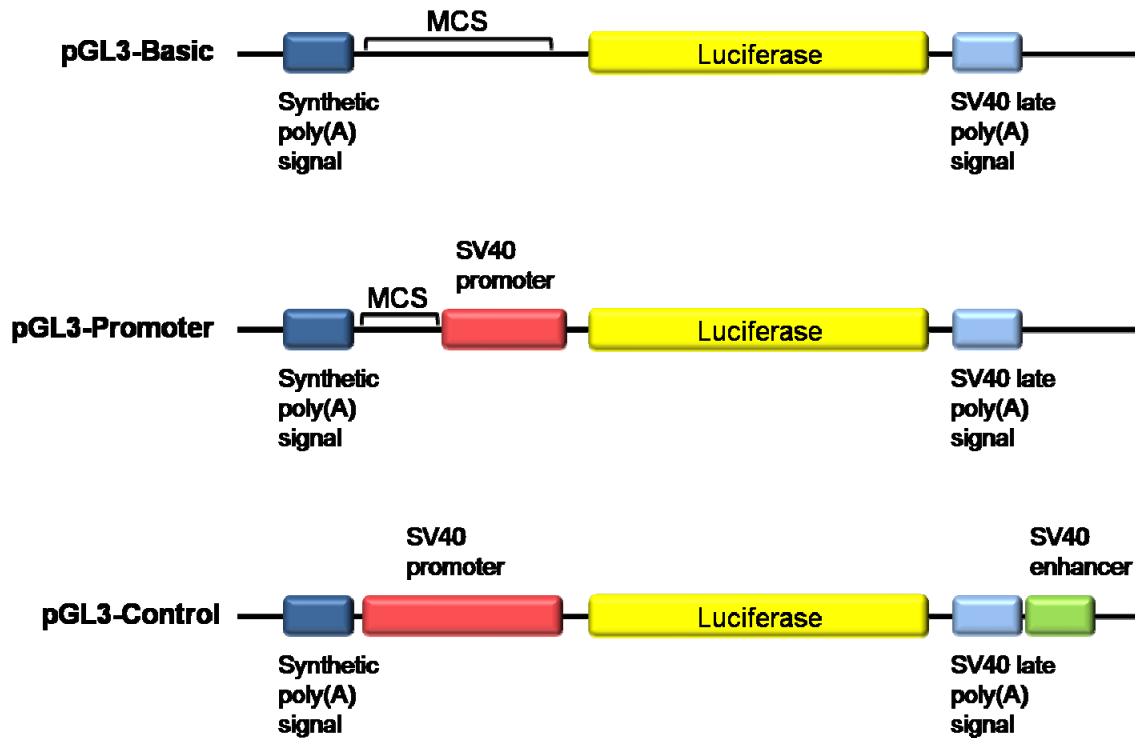 MCS
pGL3-Basic
Luciferase
Synthetic
poly(A)
signal
SV40 late
poly(A)
signal
SV40
promoter
MCS
pGL3-Promoter
Luciferase
Synthetic
poly(A)
signal
SV40 late
poly(A)
signal
SV40
promoter
SV40
enhancer
pGL3-Control
Luciferase
Synthetic
poly(A)
signal
SV40 late
poly(A)
signal